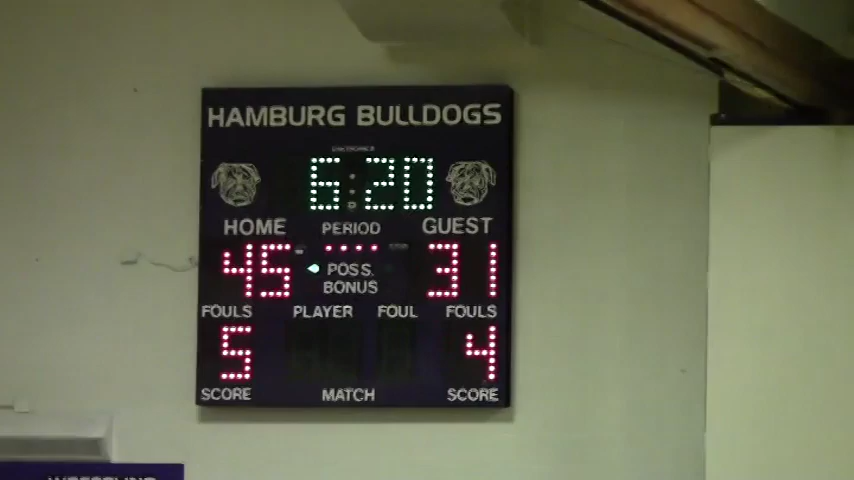 HAMBURG BULLDOGS
6:20
HOME PERIOD GUEST
45 31
POSS.
BONUS
FOULS PLAYER FOUL FOULS
5 4
SCORE MATCH SCORE